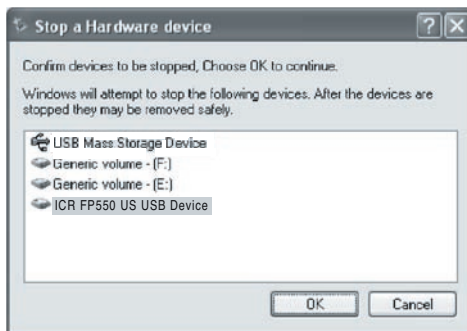 Stop a Hardware device
Confirm devices to be stopped, Choose OK to continue.
Windows will attempt to stop the following devices. After the devices are
stopped they may be removed safely.
USB Mass Storage Device
Generic volume - (F:)
Generic volume - (E:)
ICR FP550 US USB Device
OK
Cancel